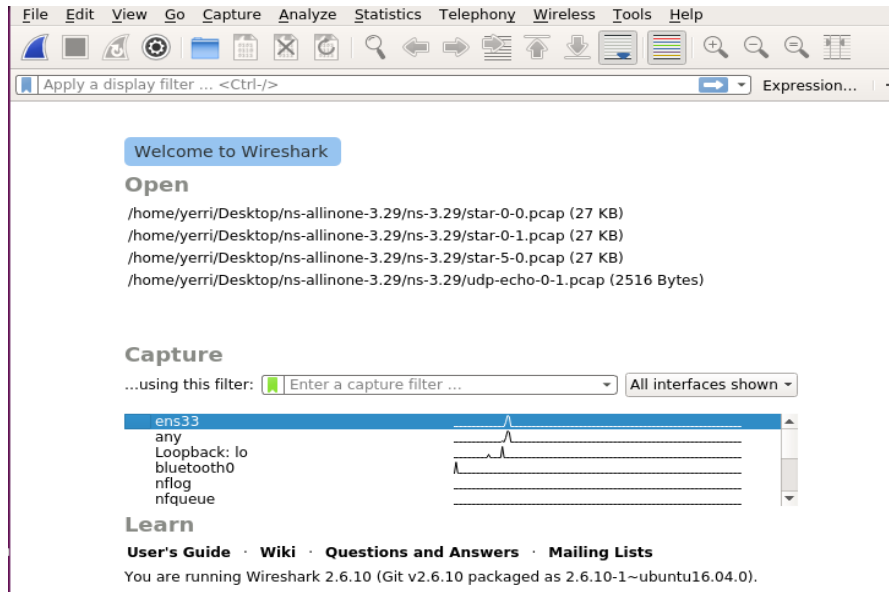 File Edit View Go Capture Analyze Statistics Telephony Wireless Tools Help
Apply a display filter … <Ctrl-/> Expression…
Welcome to Wireshark
Open
/home/yerri/Desktop/ns-allinone-3.29/ns-3.29/star-0-0.pcap (27 KB)
/home/yerri/Desktop/ns-allinone-3.29/ns-3.29/star-0-1.pcap (27 KB)
/home/yerri/Desktop/ns-allinone-3.29/ns-3.29/star-5-0.pcap (27 KB)
/home/yerri/Desktop/ns-allinone-3.29/ns-3.29/udp-echo-0-1.pcap (2516 Bytes)
Capture
…using this filter: Enter a capture filter … All interfaces shown
ens33
any
Loopback: lo
bluetooth0
nflog
nfqueue
Learn
User's Guide · Wiki · Questions and Answers · Mailing Lists
You are running Wireshark 2.6.10 (Git v2.6.10 packaged as 2.6.10-1~ubuntu16.04.0).